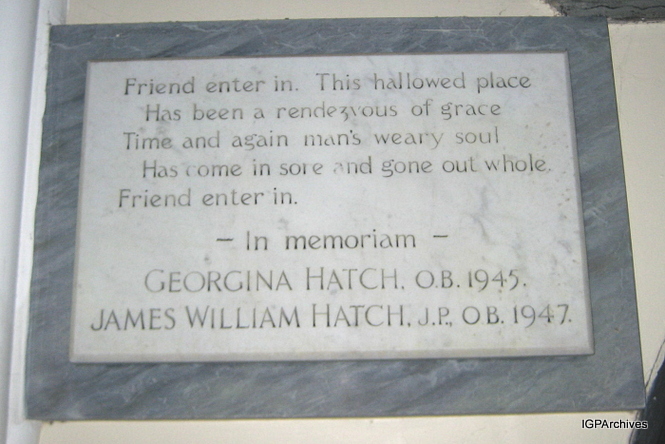 Friend enter in. This hallowed place
Has been a rendezvous of grace
Time and again man's weary soul
Has come in sore and gone out whole.
Friend enter in.
– In memoriam –
GEORGINA HATCH, O.B. 1945.
JAMES WILLIAM HATCH, J.P., O B. 1947.
IGPArchives